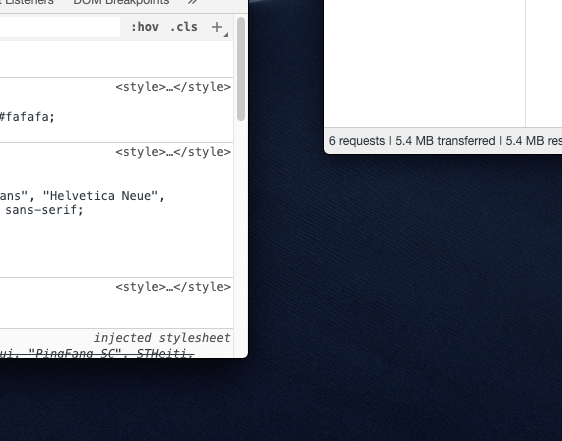 Listeners DOM Breakpoints »
:hov .cls +
<style>…</style>
#fafafa;
<style>…</style>
ans", "Helvetica Neue",
sans-serif;
<style>…</style>
injected stylesheet
ui, "PingFang SC", STHeiti,
6 requests | 5.4 MB transferred | 5.4 MB res